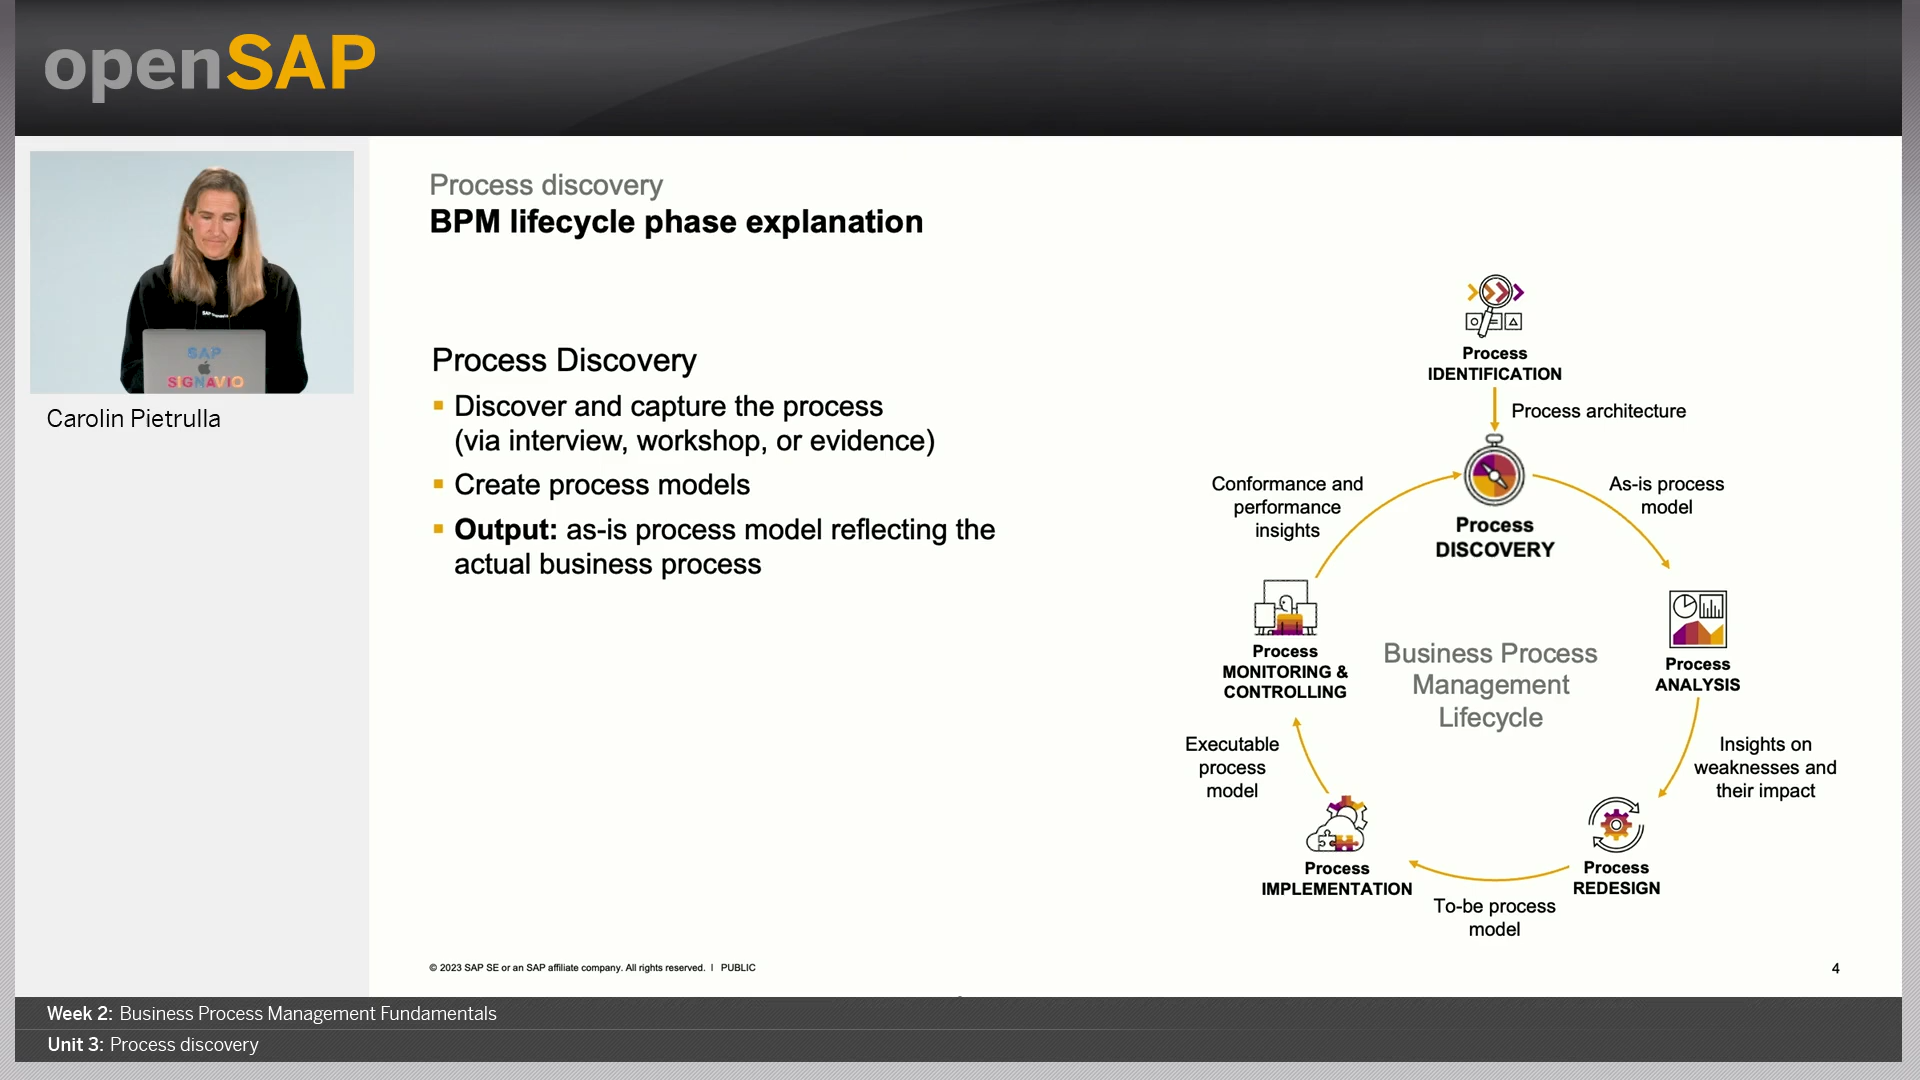 openSAP
Carolin Pietrulla
SAP
SIGNAVIO
Process discovery
BPM lifecycle phase explanation
Process Discovery
Discover and capture the process
(via interview, workshop, or evidence)
Create process models
Output: as-is process model reflecting the
actual business process
Process
IDENTIFICATION
Process architecture
Process
DISCOVERY
As-is process
model
Process
ANALYSIS
Insights on
weaknesses and
their impact
Process
REDESIGN
To-be process
model
Process
IMPLEMENTATION
Executable
process
model
Process
MONITORING &
CONTROLLING
Conformance and
performance
insights
Business Process
Management
Lifecycle
© 2023 SAP SE or an SAP affiliate company. All rights reserved. | PUBLIC
4
Week 2: Business Process Management Fundamentals
Unit 3: Process discovery